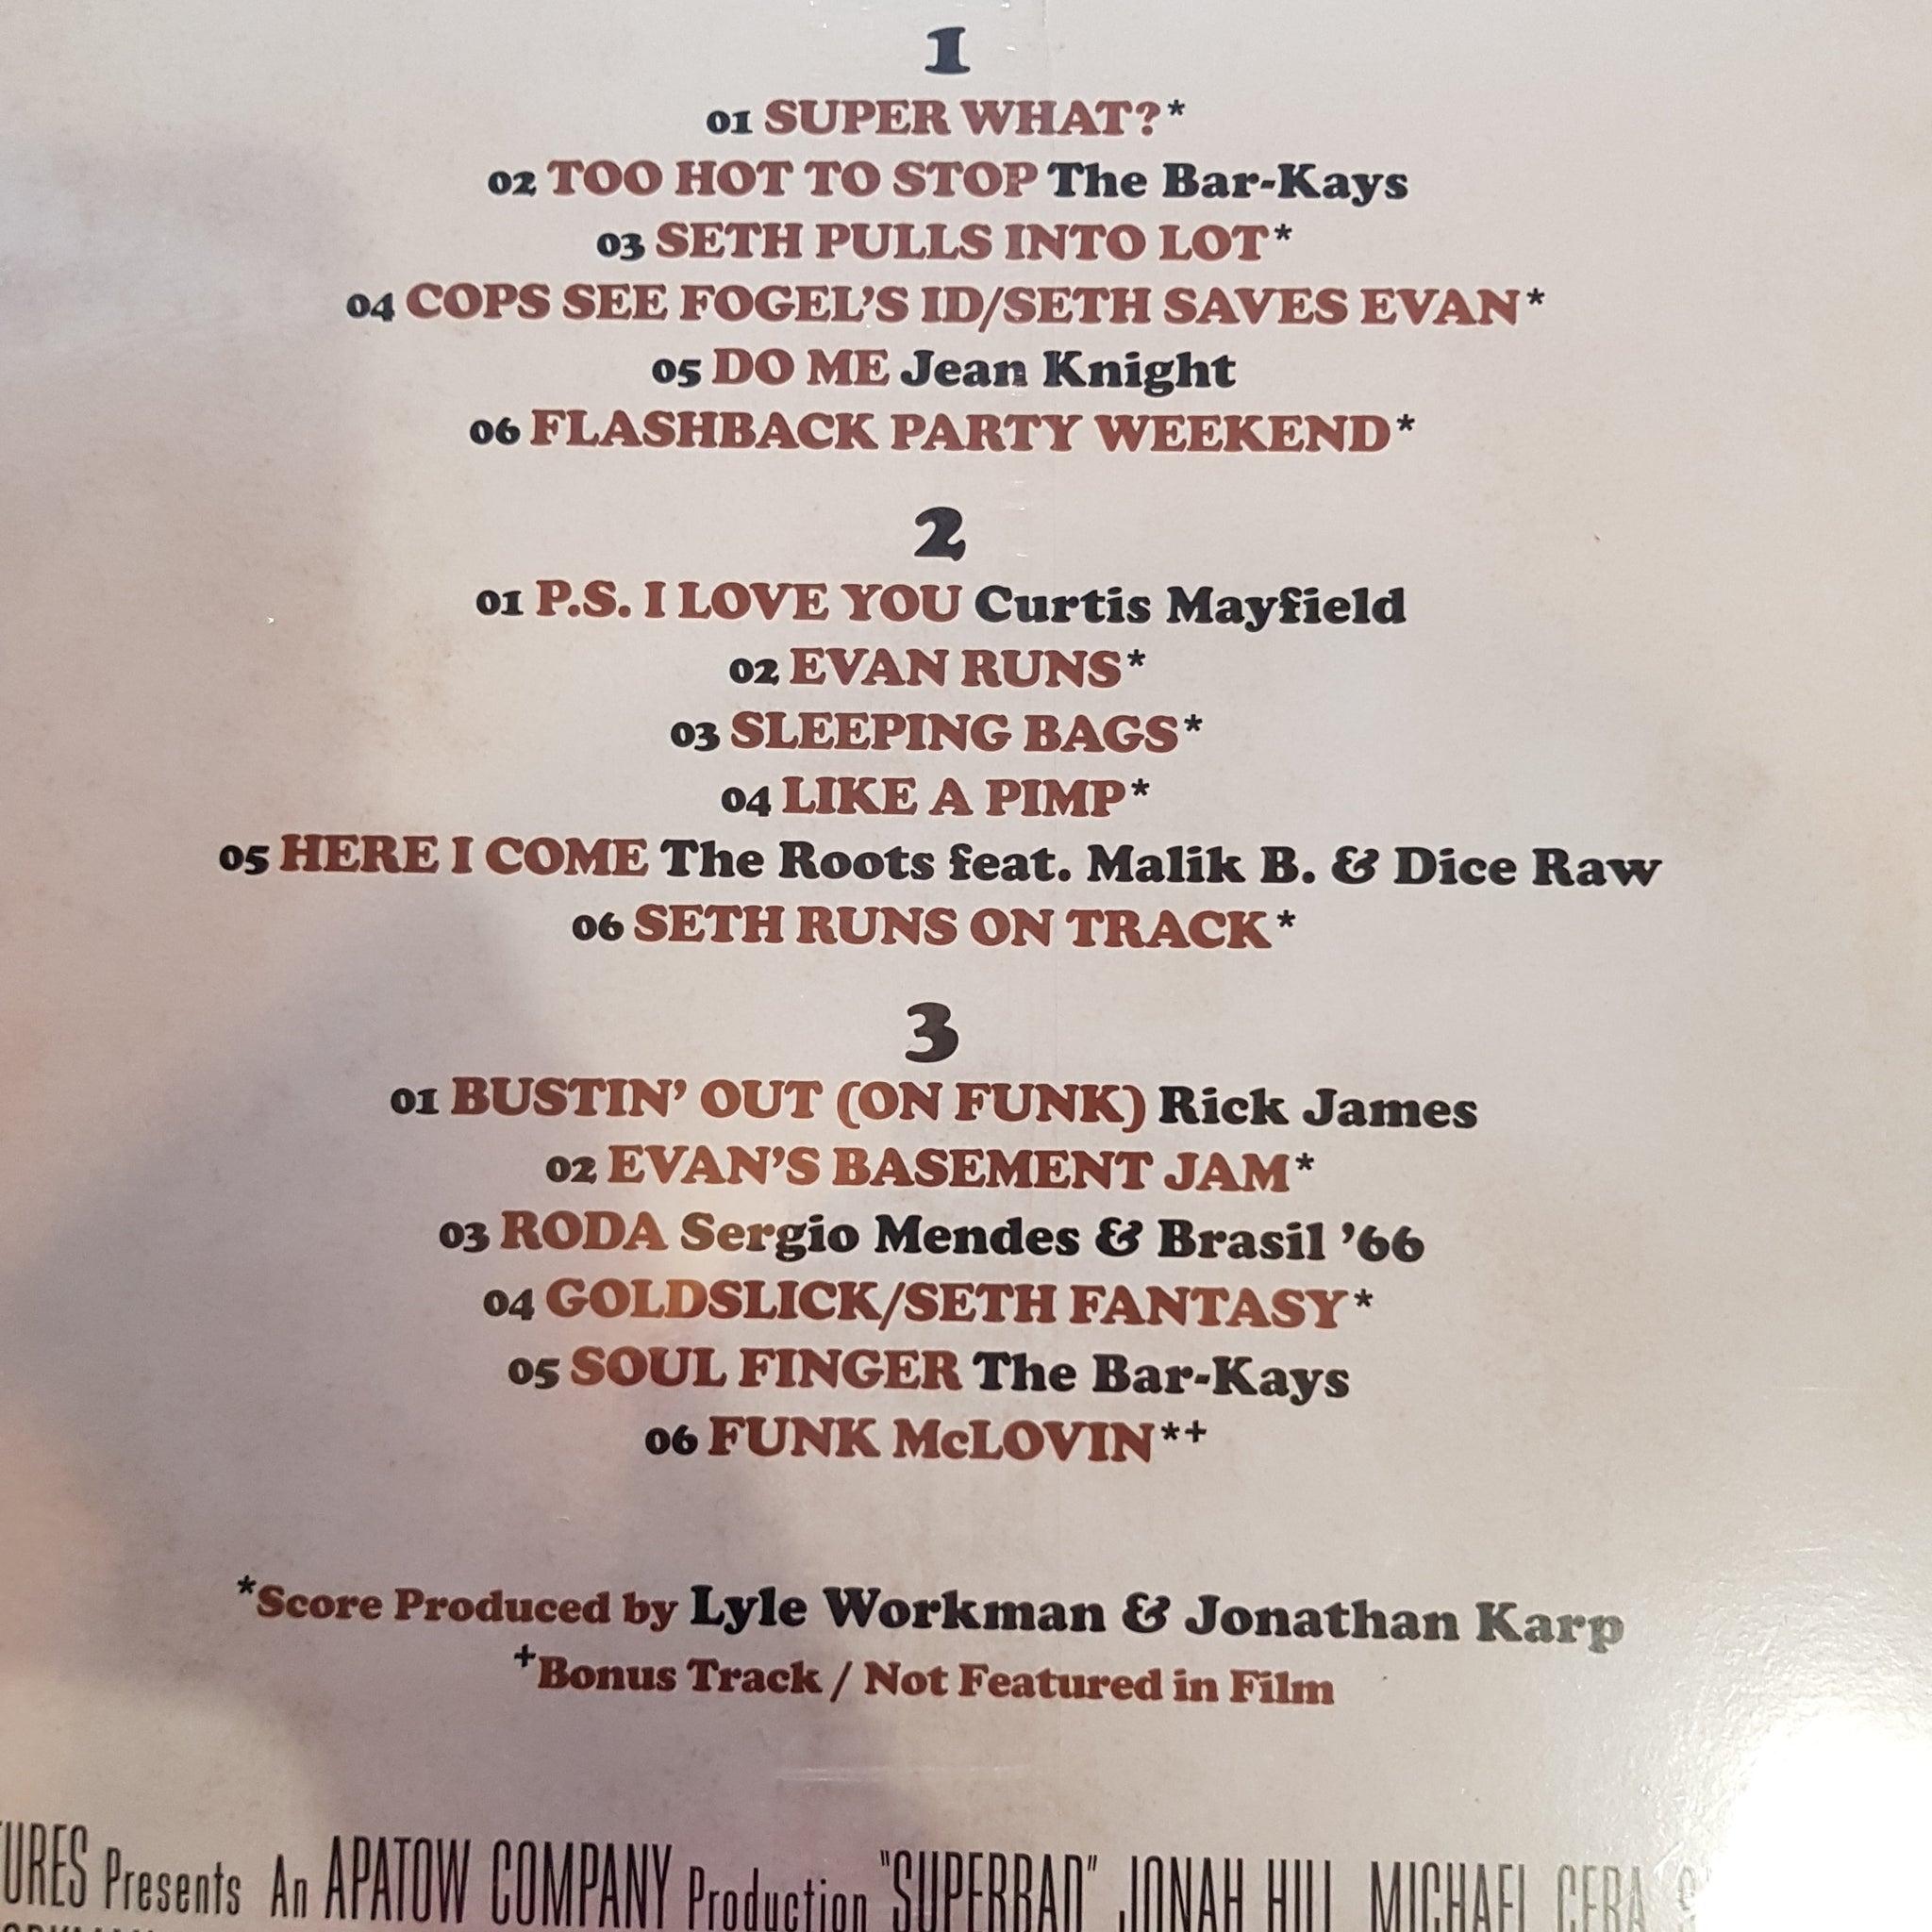 1
01 SUPER WHAT?*
02 TOO HOT TO STOP The Bar-Kays
03 SETH PULLS INTO LOT*
04 COPS SEE FOGEL'S ID/SETH SAVES EVAN*
05 DO ME Jean Knight
06 FLASHBACK PARTY WEEKEND*
2
01 P.S. I LOVE YOU Curtis Mayfield
02 EVAN RUNS*
03 SLEEPING BAGS*
04 LIKE A PIMP*
05 HERE I COME The Roots feat. Malik B. & Dice Raw
06 SETH RUNS ON TRACK*
3
01 BUSTIN' OUT (ON FUNK) Rick James
02 EVAN'S BASEMENT JAM*
03 RODA Sergio Mendes & Brasil '66
04 GOLDSLICK/SETH FANTASY*
05 SOUL FINGER The Bar-Kays
06 FUNK McLOVIN*+
*Score Produced by Lyle Workman & Jonathan Karp
+Bonus Track / Not Featured in Film
URES Presents An APATOW COMPANY Production "SUPERBAD" JONAH HILL MICHAEL CERA